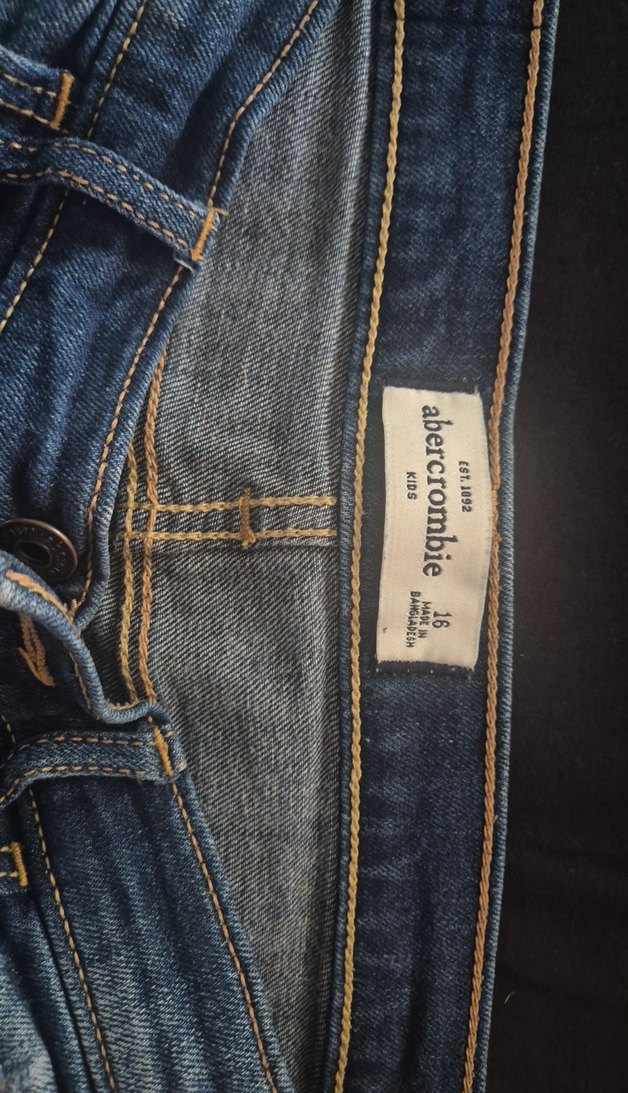 EST. 1892
abercrombie
KIDS
16
MADE IN
BANGLADESH